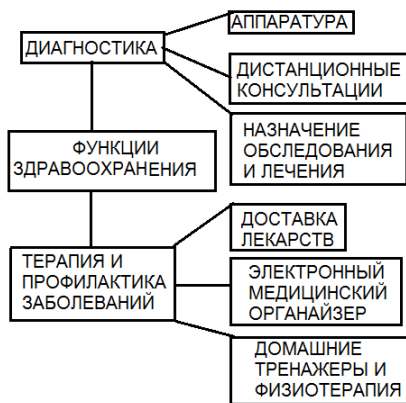 АППАРАТУРА
ДИАГНОСТИКА
ДИСТАНЦИОННЫЕ
КОНСУЛЬТАЦИИ
НАЗНАЧЕНИЕ
ОБСЛЕДОВАНИЯ
И ЛЕЧЕНИЯ
ФУНКЦИИ
ЗДРАВООХРАНЕНИЯ
ДОСТАВКА
ЛЕКАРСТВ
ТЕРАПИЯ И
ПРОФИЛАКТИКА
ЗАБОЛЕВАНИЙ
ЭЛЕКТРОННЫЙ
МЕДИЦИНСКИЙ
ОРГАНАЙЗЕР
ДОМАШНИЕ
ТРЕНАЖЕРЫ И
ФИЗИОТЕРАПИЯ